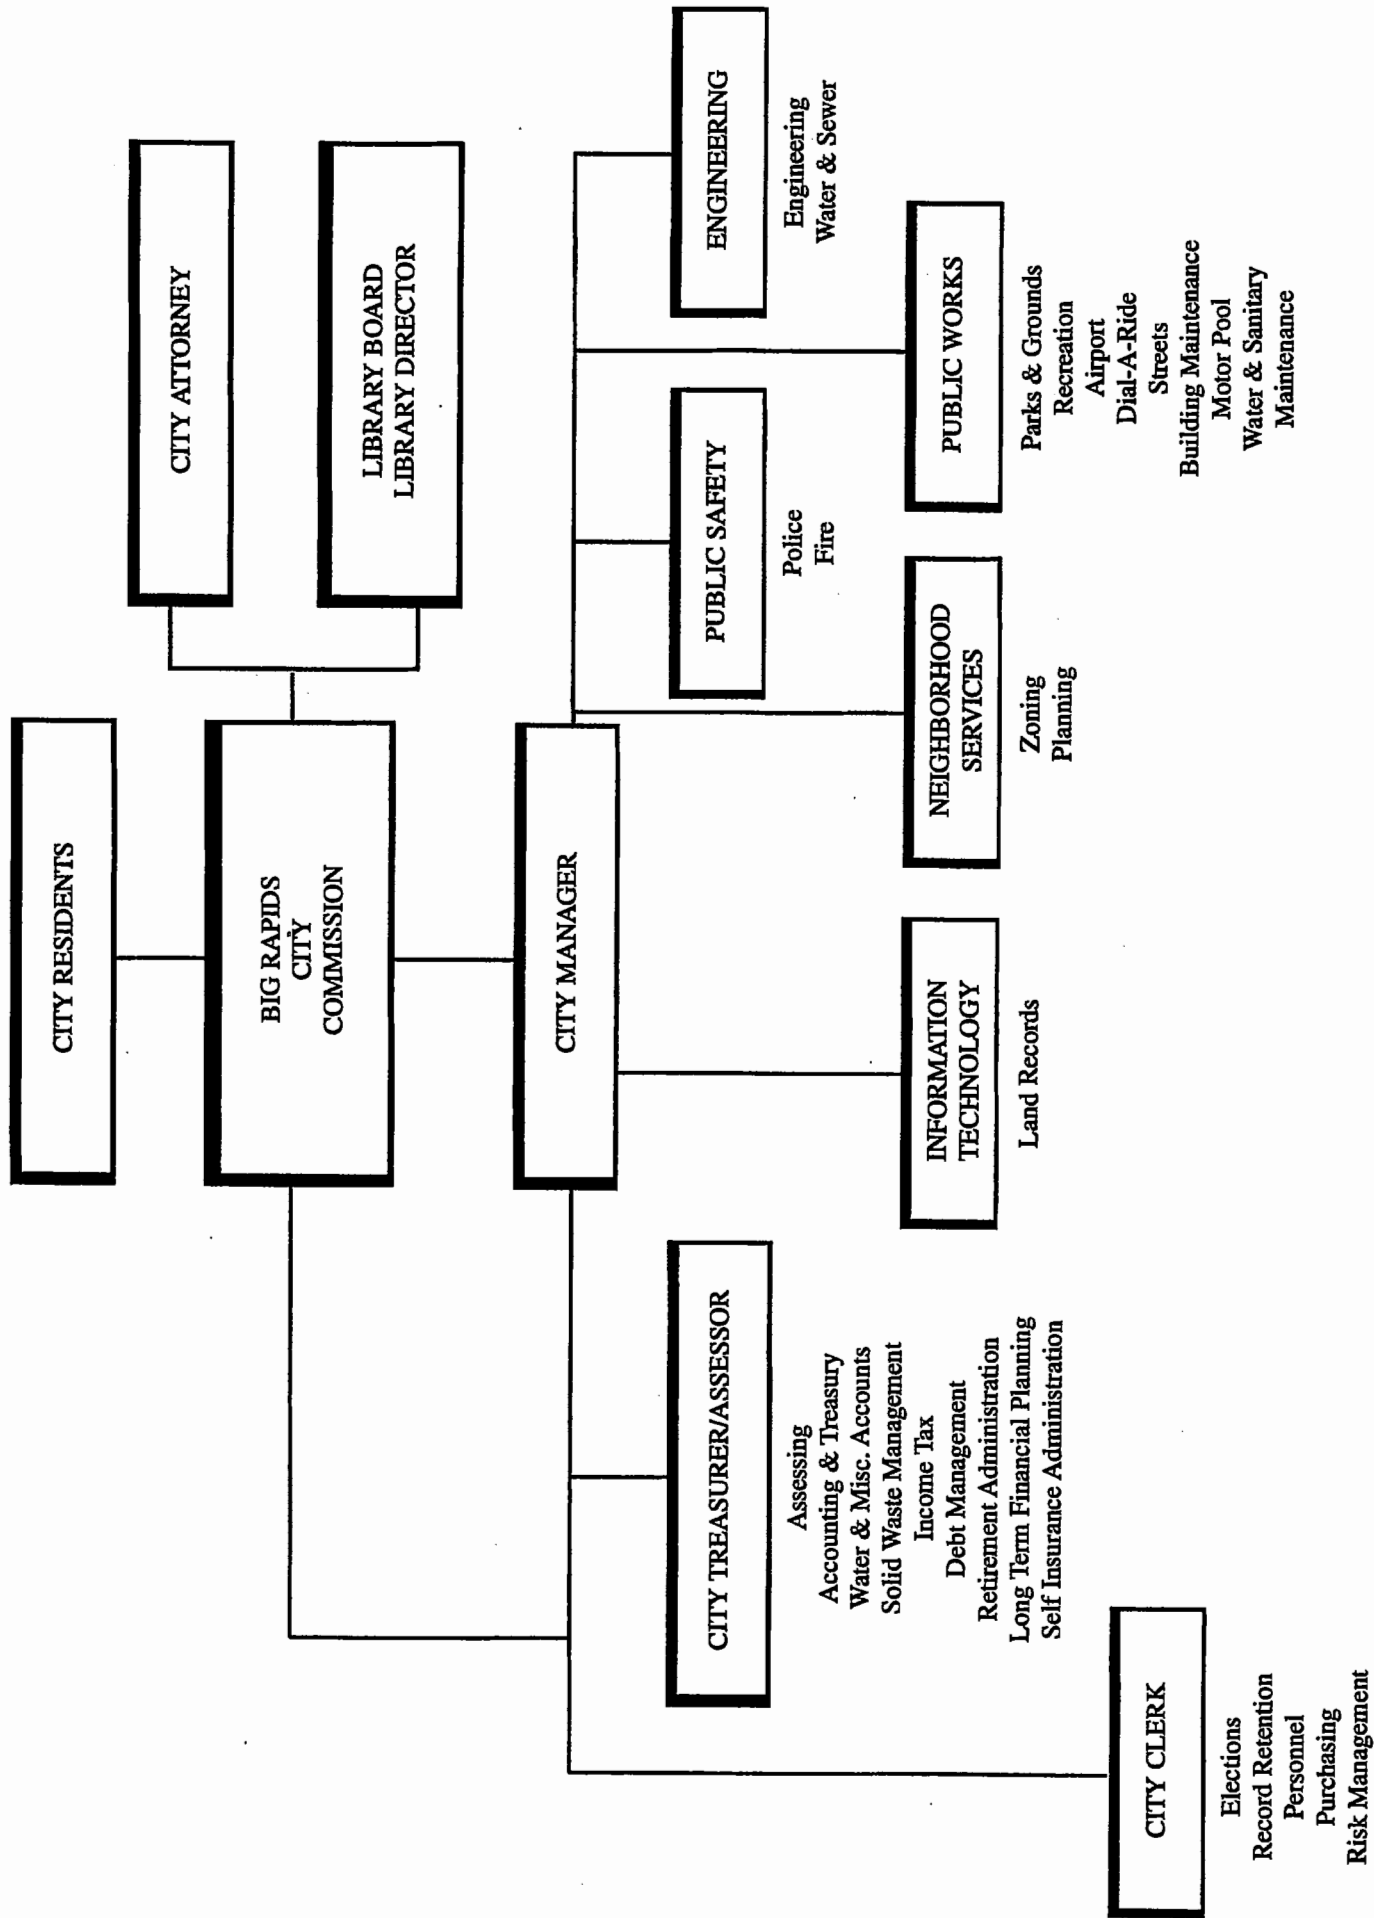 CITY RESIDENTS
BIG RAPIDS
CITY
COMMISSION
CITY ATTORNEY
LIBRARY BOARD
LIBRARY DIRECTOR
CITY MANAGER
CITY TREASURER/ASSESSOR
Assessing
Accounting & Treasury
Water & Misc. Accounts
Solid Waste Management
Income Tax
Debt Management
Retirement Administration
Long Term Financial Planning
Self Insurance Administration
PUBLIC SAFETY
Police
Fire
ENGINEERING
Engineering
Water & Sewer
INFORMATION
TECHNOLOGY
Land Records
NEIGHBORHOOD
SERVICES
Zoning
Planning
PUBLIC WORKS
Parks & Grounds
Recreation
Airport
Dial-A-Ride
Streets
Building Maintenance
Motor Pool
Water & Sanitary
Maintenance
CITY CLERK
Elections
Record Retention
Personnel
Purchasing
Risk Management